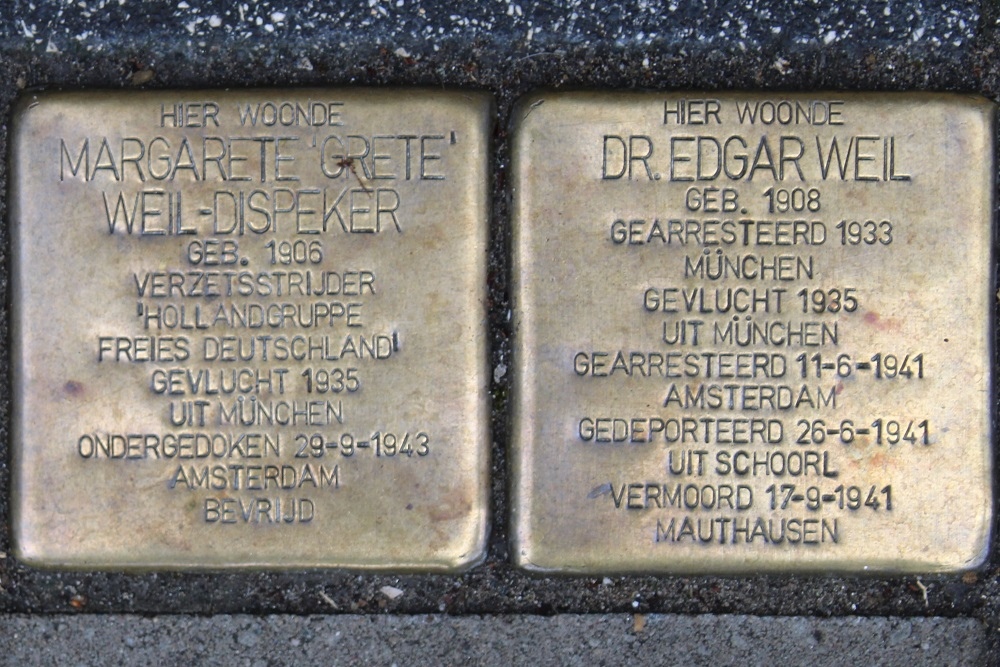 HIER WOONDE
MARGARETE 'GRETE'
WEIL-DISPEKER
GEB. 1906
VERZETSSTRIJDER
'HOLLANDGRUPPE
FREIES DEUTSCHLAND'
GEVLUCHT 1935
UIT MÜNCHEN
ONDERGEDOKEN 29-9-1943
AMSTERDAM
BEVRIJD
HIER WOONDE
DR. EDGAR WEIL
GEB. 1908
GEARRESTEERD 1933
MÜNCHEN
GEVLUCHT 1935
UIT MÜNCHEN
GEARRESTEERD 11-6-1941
AMSTERDAM
GEDEPORTEERD 26-6-1941
UIT SCHOORL
VERMOORD 17-9-1941
MAUTHAUSEN